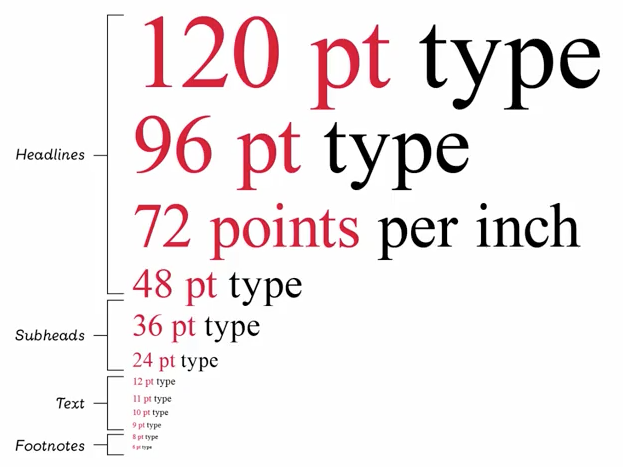 120 pt type
96 pt type
Headlines
72 points per inch
48 pt type
36 pt type
Subheads
24 pt type
12 pt type
11 pt type
Text
10 pt type
9 pt type
8 pt type
Footnotes
6 pt type